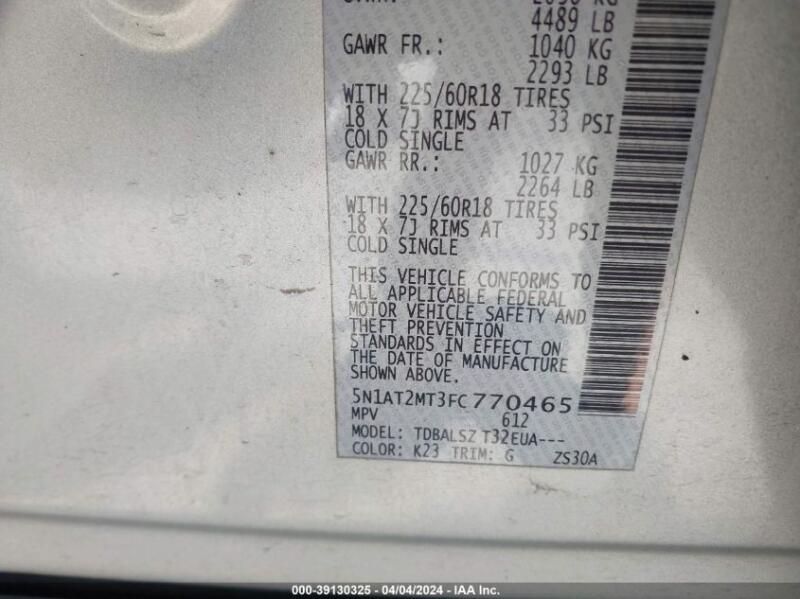 4489 LB
GAWR FR.: 1040 KG
2293 LB
WITH 225/60R18 TIRES
18 X 7J RIMS AT 33 PSI
COLD SINGLE
GAWR RR.: 1027 KG
2264 LB
WITH 225/60R18 TIRES
18 X 7J RIMS AT 33 PSI
COLD SINGLE
THIS VEHICLE CONFORMS TO
ALL APPLICABLE FEDERAL
MOTOR VEHICLE SAFETY AND
THEFT PREVENTION
STANDARDS IN EFFECT ON
THE DATE OF MANUFACTURE
SHOWN ABOVE.
5N1AT2MT3FC770465
MPV 612
MODEL: TDBALSZ T32EUA---
COLOR: K23 TRIM: G ZS30A
000-39130325 - 04/04/2024 - IAA Inc.